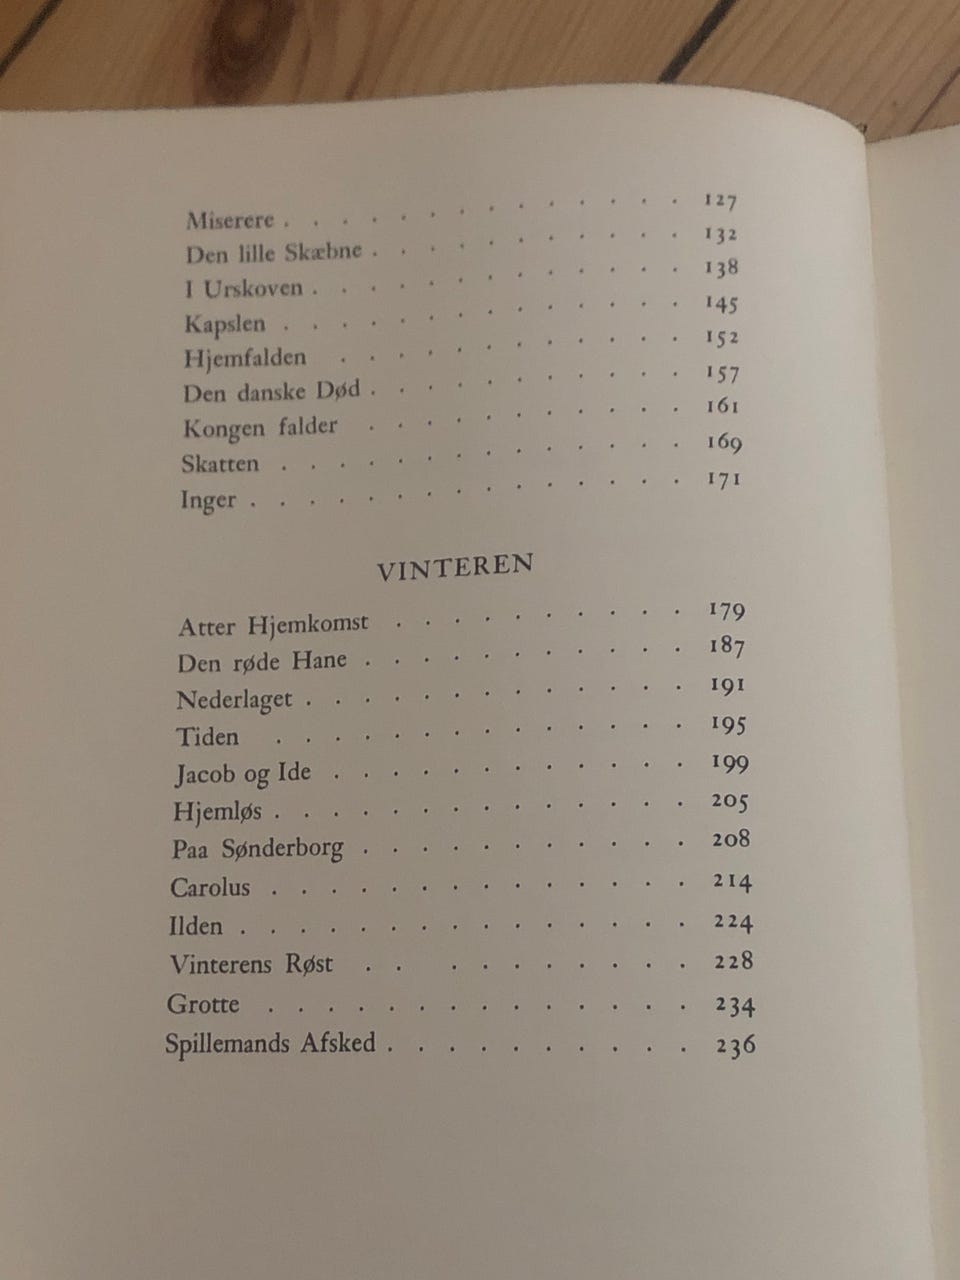 Miserere . . . . . . . . . . . . . . 127
Den lille Skæbne . . . . . . . . . . . 132
I Urskoven . . . . . . . . . . . . . 138
Kapslen . . . . . . . . . . . . . . 145
Hjemfalden . . . . . . . . . . . . 152
Den danske Død . . . . . . . . . . . 157
Kongen falder . . . . . . . . . . . 161
Skatten . . . . . . . . . . . . . . 169
Inger . . . . . . . . . . . . . . . 171
VINTEREN
Atter Hjemkomst . . . . . . . . . . 179
Den røde Hane . . . . . . . . . . . 187
Nederlaget . . . . . . . . . . . . . 191
Tiden . . . . . . . . . . . . . . 195
Jacob og Ide . . . . . . . . . . . . 199
Hjemløs . . . . . . . . . . . . . . 205
Paa Sønderborg . . . . . . . . . . . 208
Carolus . . . . . . . . . . . . . . 214
Ilden . . . . . . . . . . . . . . . 224
Vinterens Røst . . . . . . . . . . 228
Grotte . . . . . . . . . . . . . . 234
Spillemands Afsked . . . . . . . . . . . 236